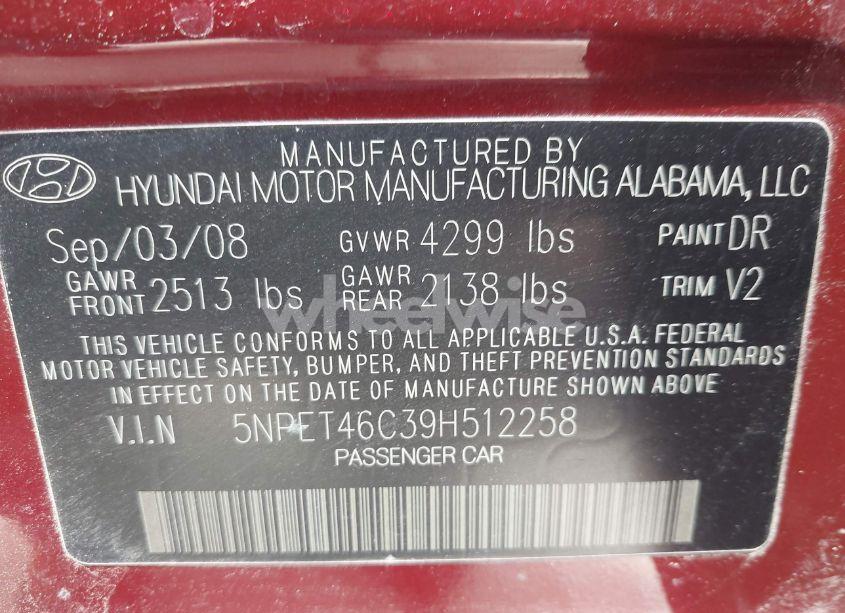 MANUFACTURED BY
HYUNDAI MOTOR MANUFACTURING ALABAMA, LLC
Sep/03/08 GVWR 4299 lbs PAINT DR
GAWR FRONT 2513 lbs GAWR REAR 2138 lbs TRIM V2
wheelwise
THIS VEHICLE CONFORMS TO ALL APPLICABLE U.S.A. FEDERAL
MOTOR VEHICLE SAFETY, BUMPER, AND THEFT PREVENTION STANDARDS
IN EFFECT ON THE DATE OF MANUFACTURE SHOWN ABOVE.
V.I.N 5NPET46C39H512258
PASSENGER CAR